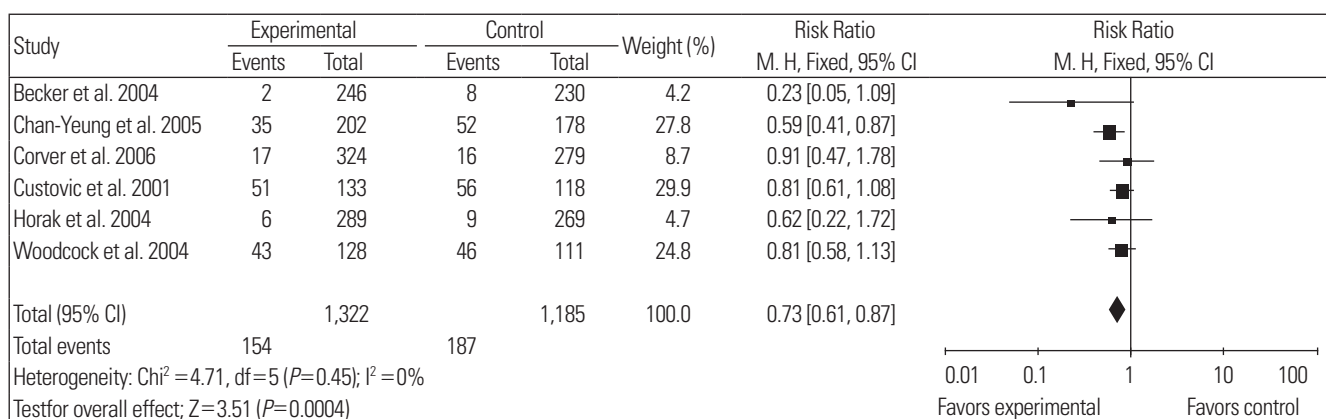 Study Experimental Control Weight (%) Risk Ratio Risk Ratio
Events Total Events Total M. H, Fixed, 95% CI M. H, Fixed, 95% CI
Becker et al. 2004 2 246 8 230 4.2 0.23 [0.05, 1.09]
Chan-Yeung et al. 2005 35 202 52 178 27.8 0.59 [0.41, 0.87]
Corver et al. 2006 17 324 16 279 8.7 0.91 [0.47, 1.78]
Custovic et al. 2001 51 133 56 118 29.9 0.81 [0.61, 1.08]
Horak et al. 2004 6 289 9 269 4.7 0.62 [0.22, 1.72]
Woodcock et al. 2004 43 128 46 111 24.8 0.81 [0.58, 1.13]
Total (95% CI) 1,322 1,185 100.0 0.73 [0.61, 0.87]
Total events 154 187
Heterogeneity: Chi² =4.71, df=5 (P=0.45); I² =0%
Testfor overall effect; Z=3.51 (P=0.0004)
0.01 0.1 1 10 100
Favors experimental Favors control